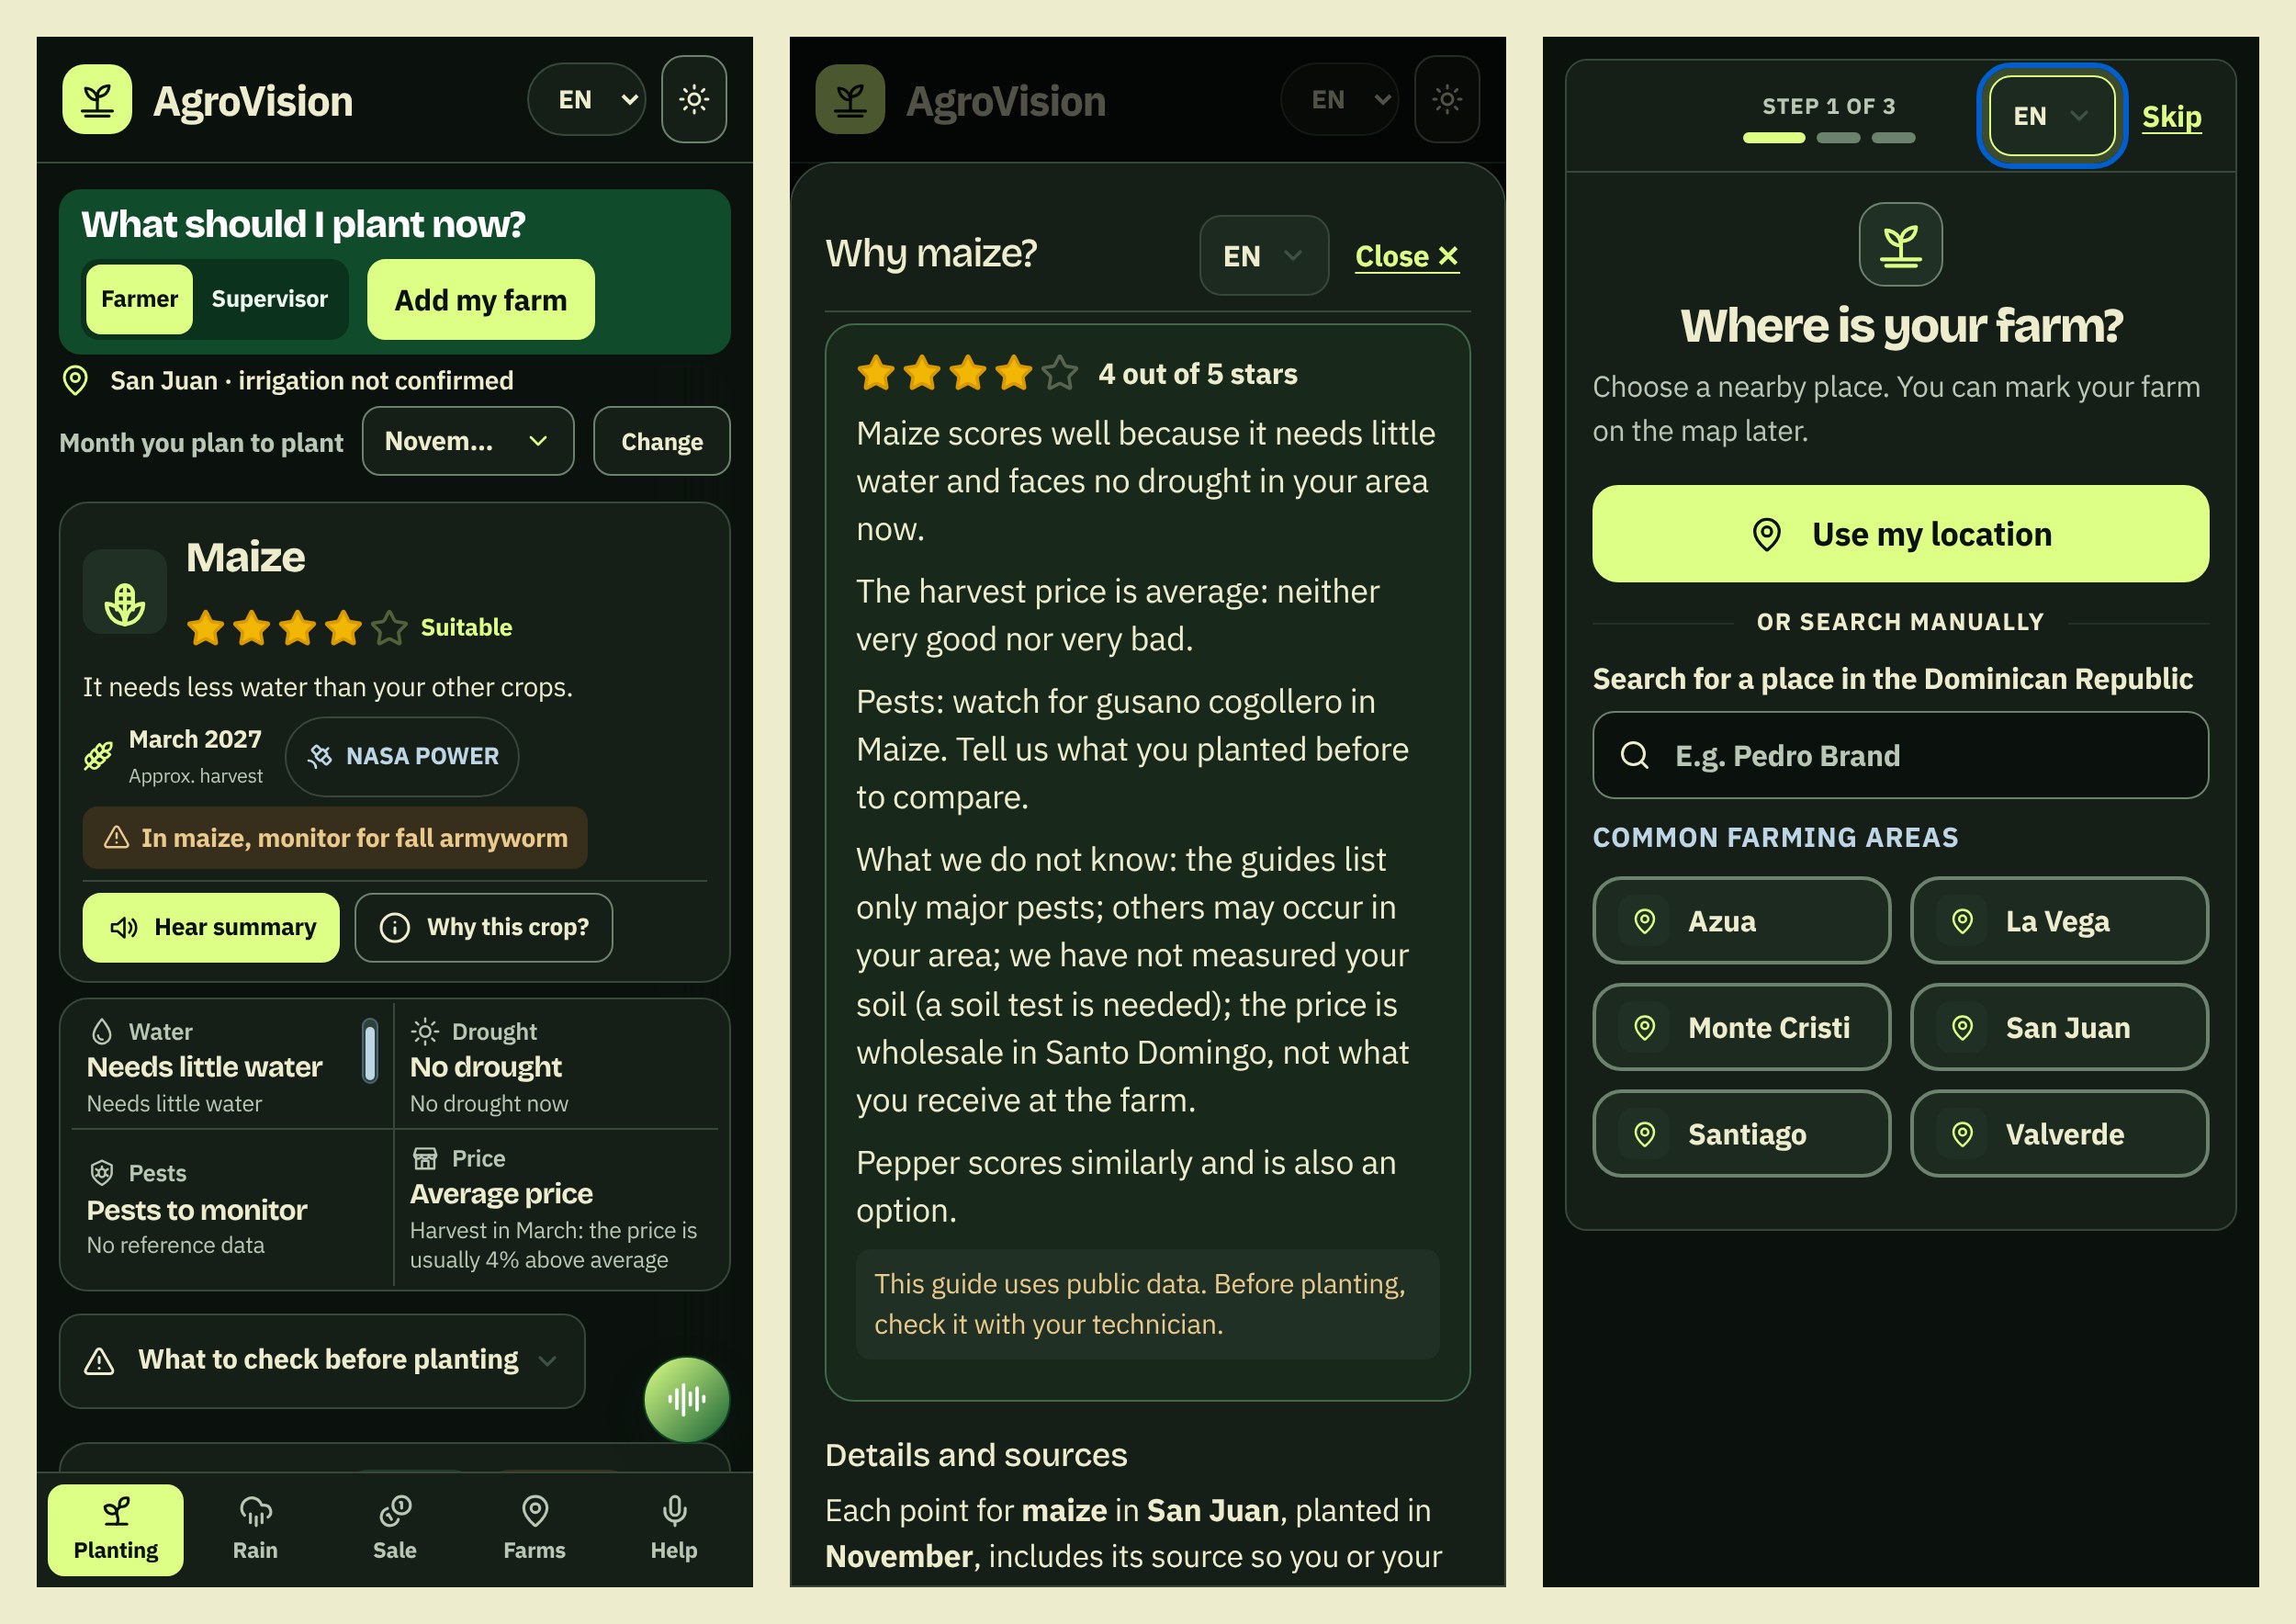 AgroVision
EN
What should I plant now?
Farmer
Supervisor
Add my farm
San Juan · irrigation not confirmed
Month you plan to plant
Novem...
Change
Maize
Suitable
It needs less water than your other crops.
March 2027
Approx. harvest
NASA POWER
In maize, monitor for fall armyworm
Hear summary
Why this crop?
Water
Needs little water
Needs little water
Drought
No drought
No drought now
Pests
Pests to monitor
No reference data
Price
Average price
Harvest in March: the price is
usually 4% above average
What to check before planting
Planting
Rain
Sale
Farms
Help
AgroVision
EN
Why maize?
EN
Close ✕
4 out of 5 stars
Maize scores well because it needs little
water and faces no drought in your area
now.
The harvest price is average: neither
very good nor very bad.
Pests: watch for gusano cogollero in
Maize. Tell us what you planted before
to compare.
What we do not know: the guides list
only major pests; others may occur in
your area; we have not measured your
soil (a soil test is needed); the price is
wholesale in Santo Domingo, not what
you receive at the farm.
Pepper scores similarly and is also an
option.
This guide uses public data. Before planting,
check it with your technician.
Details and sources
Each point for maize in San Juan, planted in
November, includes its source so you or your
STEP 1 OF 3
EN
Skip
Where is your farm?
Choose a nearby place. You can mark your farm
on the map later.
Use my location
OR SEARCH MANUALLY
Search for a place in the Dominican Republic
E.g. Pedro Brand
COMMON FARMING AREAS
Azua
La Vega
Monte Cristi
San Juan
Santiago
Valverde